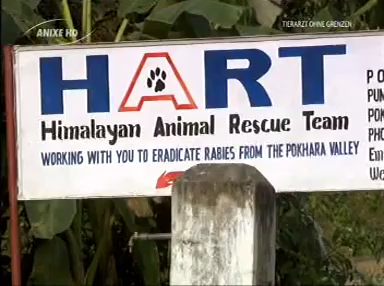 ANIXE HD
TIERARZT OHNE GRENZEN
HART
Himalayan Animal Rescue Team
WORKING WITH YOU TO ERADICATE RABIES FROM THE POKHARA VALLEY
P O
PUM
POK
PHO
Em
We